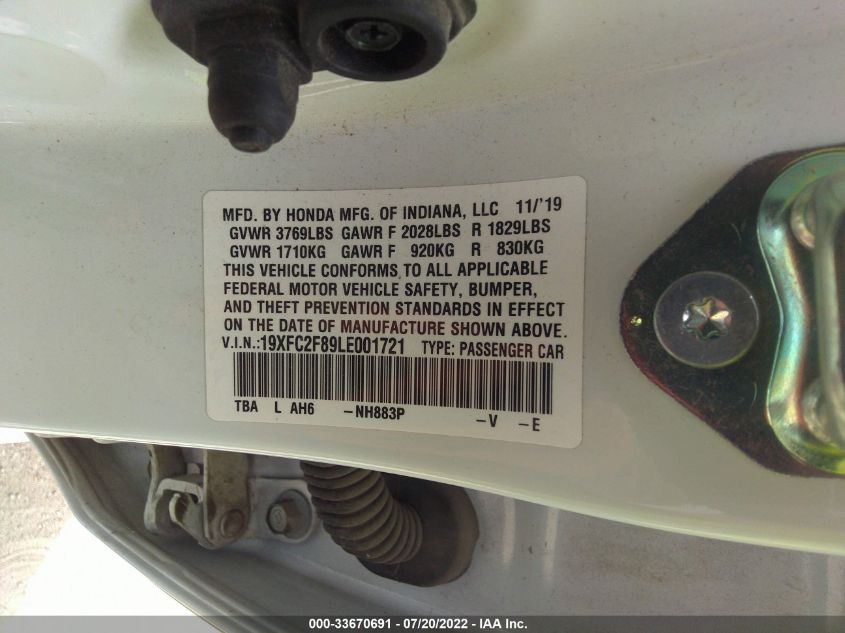 MFD. BY HONDA MFG. OF INDIANA, LLC 11/'19
GVWR 3769LBS GAWR F 2028LBS R 1829LBS
GVWR 1710KG GAWR F 920KG R 830KG
THIS VEHICLE CONFORMS TO ALL APPLICABLE
FEDERAL MOTOR VEHICLE SAFETY, BUMPER,
AND THEFT PREVENTION STANDARDS IN EFFECT
ON THE DATE OF MANUFACTURE SHOWN ABOVE.
V.I.N.:19XFC2F89LE001721 TYPE: PASSENGER CAR
TBA L AH6 -NH883P -V -E
000-33670691 - 07/20/2022 - IAA Inc.